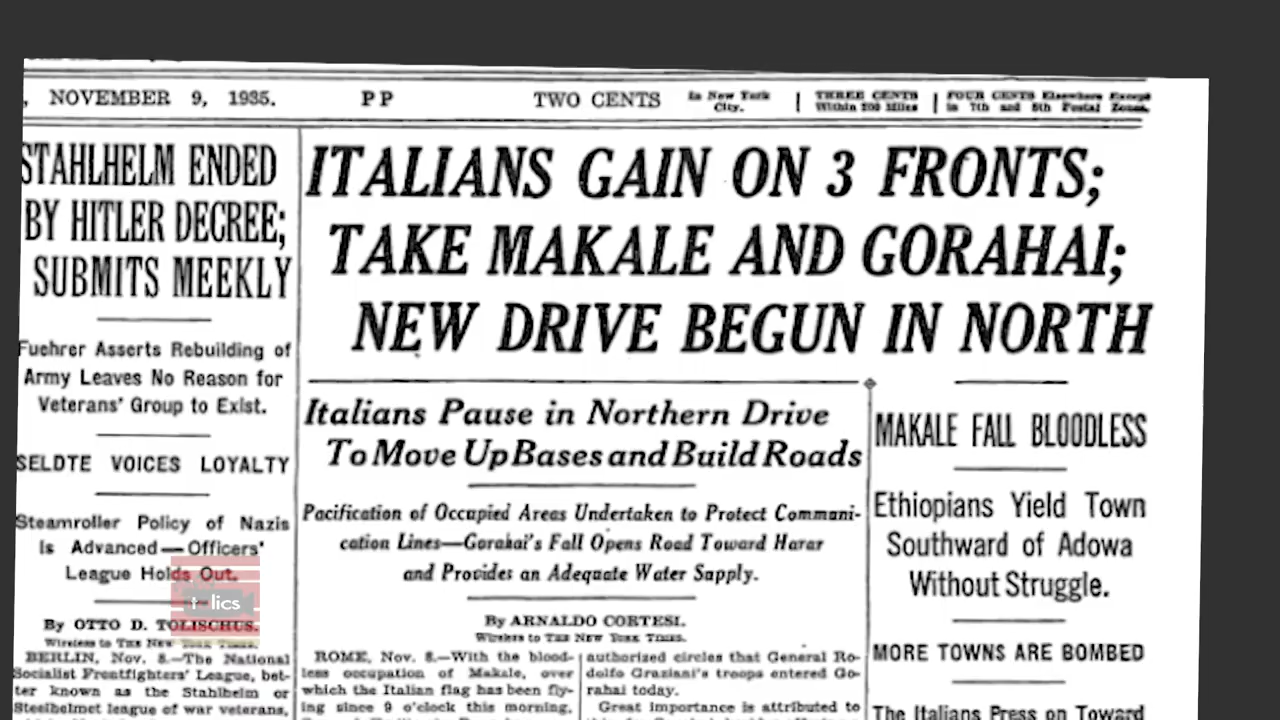 , NOVEMBER 9, 1935.
PP
TWO CENTS
In New York
City.
THREE CENTS
Within 200 Miles
FOUR CENTS Elsewhere Except
in 7th and 8th Postal Zones.
STAHLHELM ENDED
BY HITLER DECREE;
SUBMITS MEEKLY
Fuehrer Asserts Rebuilding of
Army Leaves No Reason for
Veterans' Group to Exist.
SELDTE VOICES LOYALTY
Steamroller Policy of Nazis
Is Advanced—Officers'
League Holds Out.
By OTTO D. TOLISCHUS.
Wireless to THE NEW YORK TIMES.
BERLIN, Nov. 8.—The National
Socialist Frontfighters' League, bet-
ter known as the Stahlhelm or
Steelhelmet league of war veterans,
ITALIANS GAIN ON 3 FRONTS;
TAKE MAKALE AND GORAHAI;
NEW DRIVE BEGUN IN NORTH
Italians Pause in Northern Drive
To Move Up Bases and Build Roads
Pacification of Occupied Areas Undertaken to Protect Communi-
cation Lines—Gorahai's Fall Opens Road Toward Harar
and Provides an Adequate Water Supply.
By ARNALDO CORTESI.
Wireless to THE NEW YORK TIMES.
ROME, Nov. 8.—With the blood-
less occupation of Makale, over
which the Italian flag has been fly-
ing since 9 o'clock this morning,
authorized circles that General Ro-
dolfo Graziani's troops entered Go-
rahai today.
Great importance is attributed to
MAKALE FALL BLOODLESS
Ethiopians Yield Town
Southward of Adowa
Without Struggle.
MORE TOWNS ARE BOMBED
The Italians Press on Toward